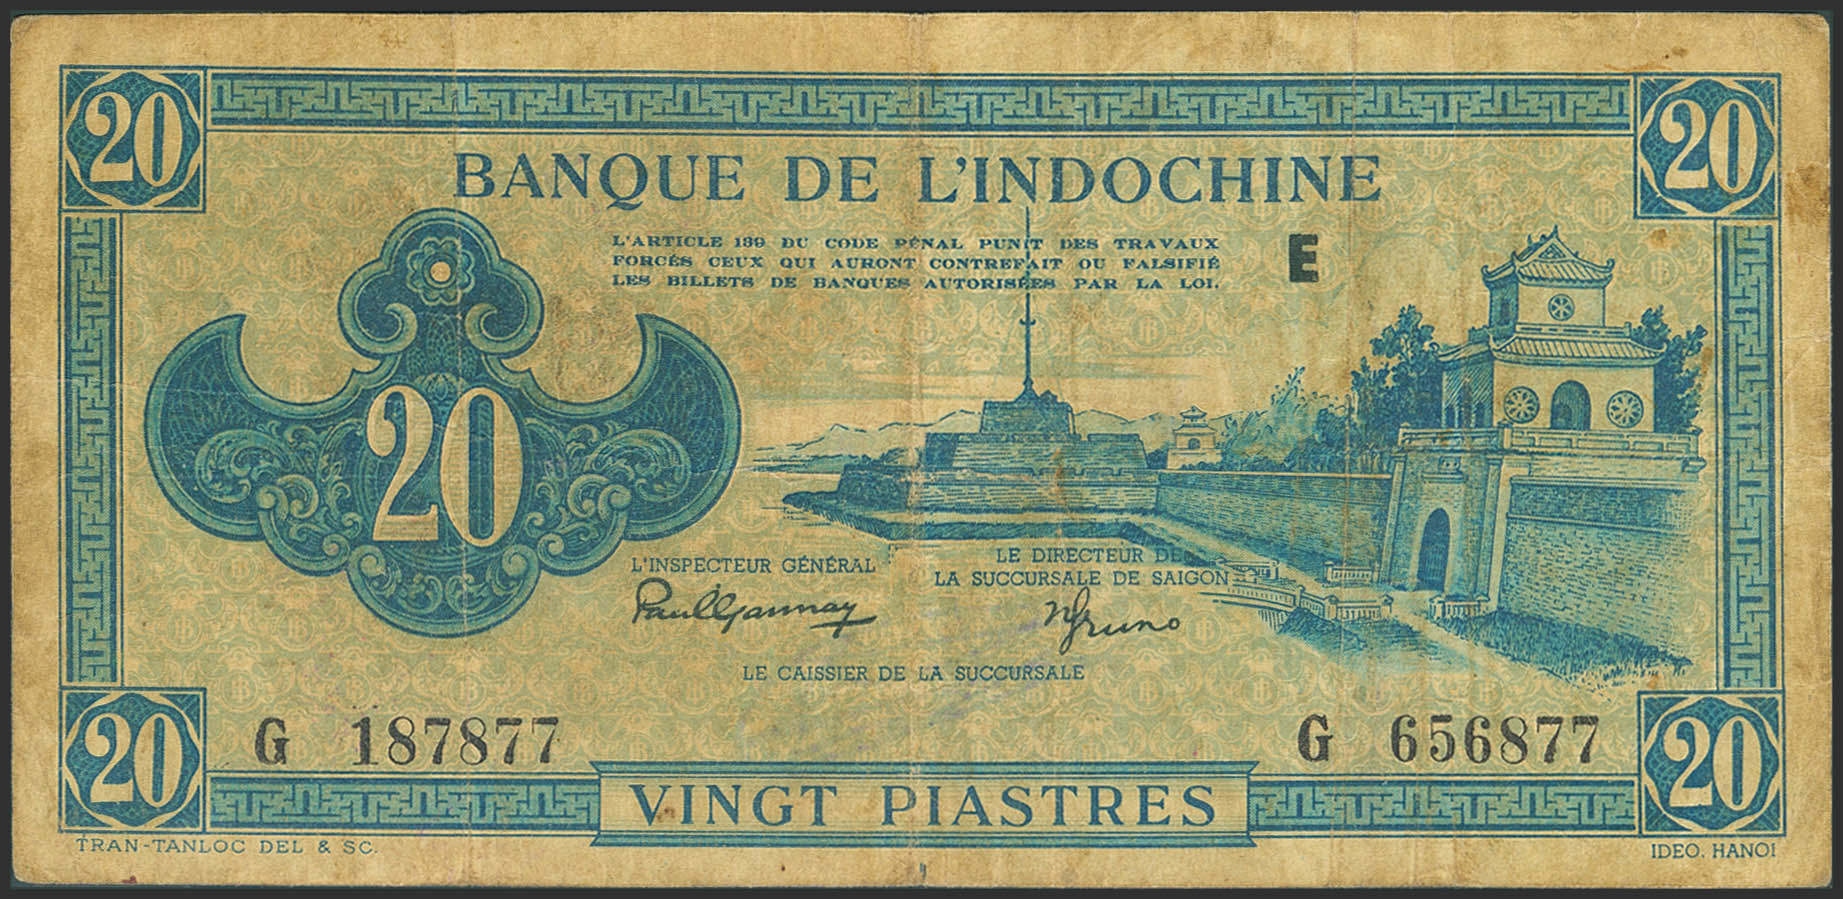 20
20
BANQUE DE L'INDOCHINE
L'ARTICLE 139 DU CODE PÉNAL PUNIT DES TRAVAUX
FORCÉS CEUX QUI AURONT CONTREFAIT OU FALSIFIÉ
LES BILLETS DE BANQUES AUTORISÉES PAR LA LOI.
E
20
L'INSPECTEUR GÉNÉRAL
LE DIRECTEUR DE
LA SUCCURSALE DE SAIGON
Paul Gannay
LE CAISSIER DE LA SUCCURSALE
G 187877
G 656877
20
20
VINGT PIASTRES
TRAN-TANLOC DEL & SC.
IDEO. HANOI